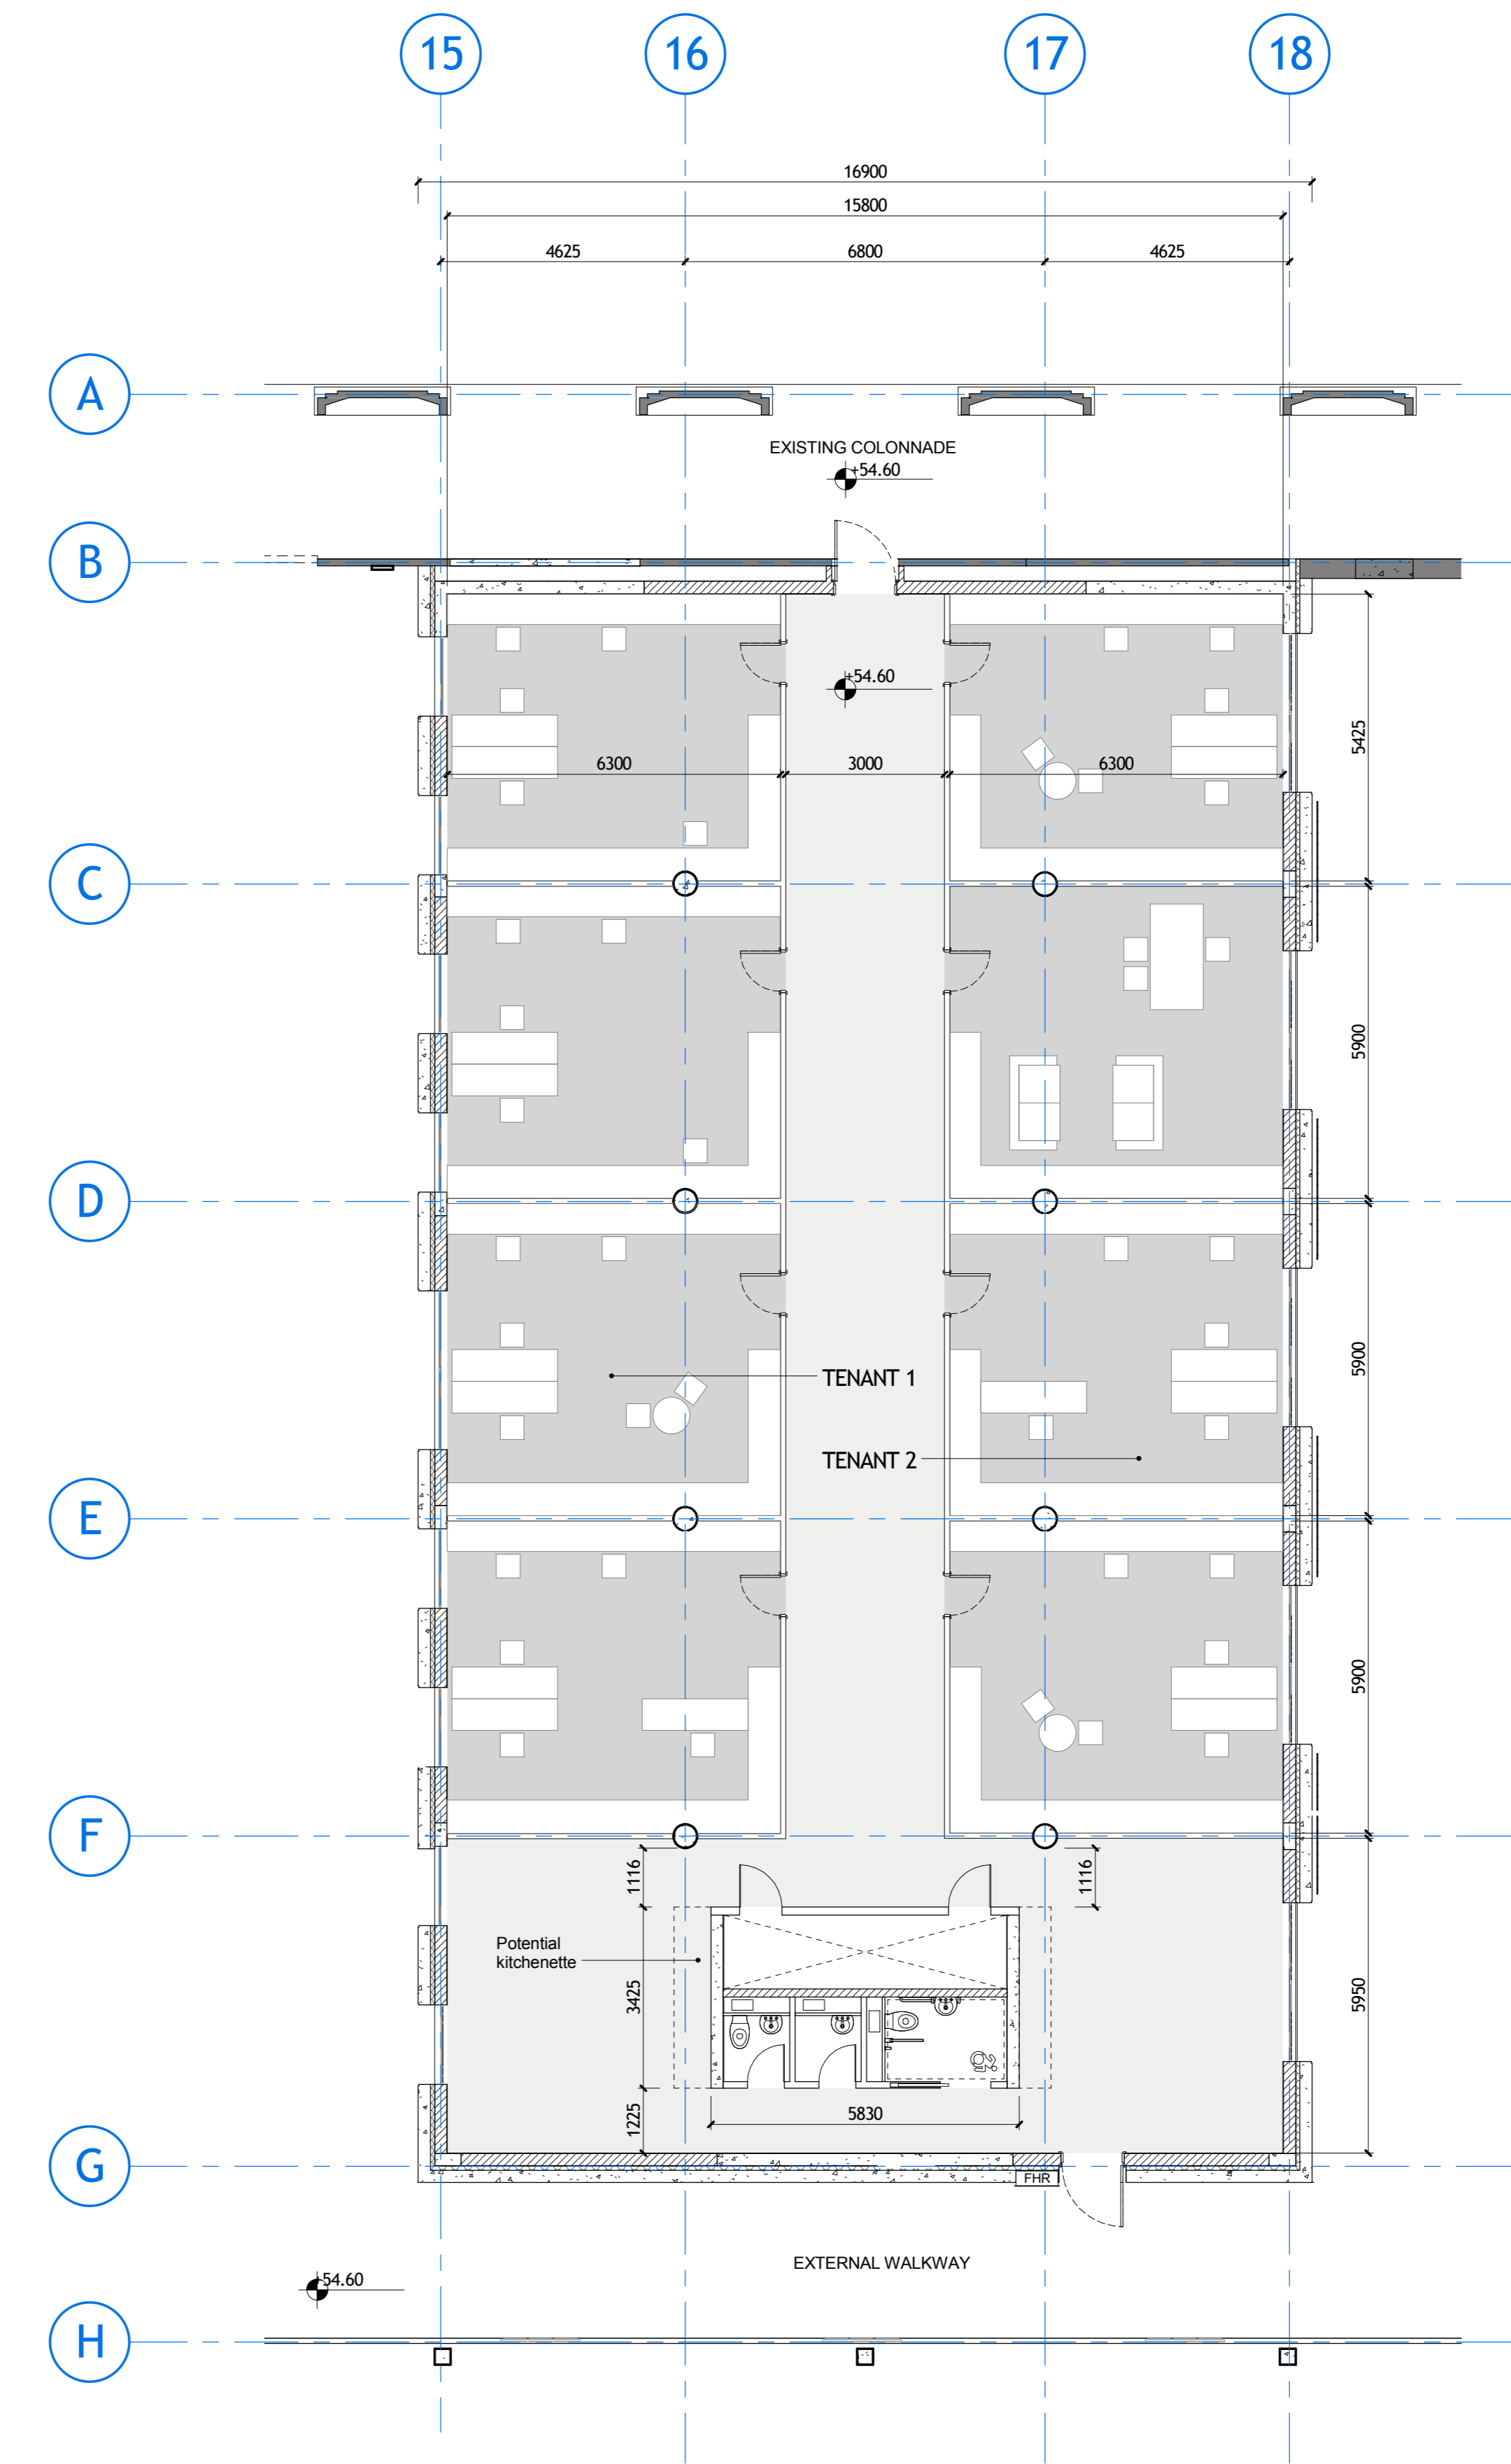 15 16 17 18
16900
15800
4625 6800 4625
A
EXISTING COLONNADE
+54.60
B
+54.60
5425
6300 3000 6300
C
5900
D
5900
TENANT 1
TENANT 2
E
5900
F
1116 1116
Potential
kitchenette
3425
5950
1225
5830
G
FHR
EXTERNAL WALKWAY
+54.60
H